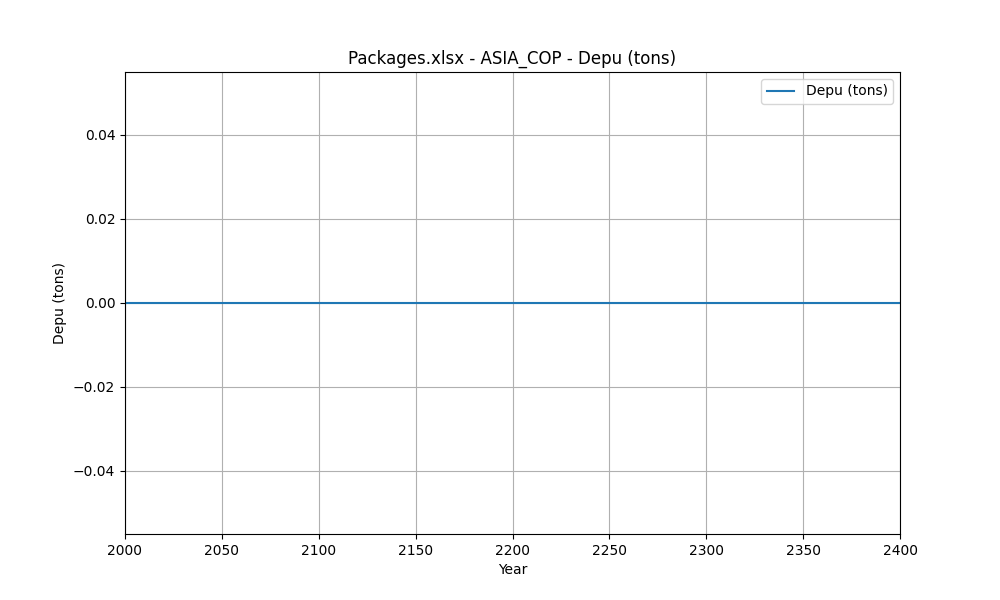 Packages.xlsx - ASIA_COP - Depu (tons)
Depu (tons)
0.04
0.02
0.00
−0.02
−0.04
Depu (tons)
2000 2050 2100 2150 2200 2250 2300 2350 2400
Year